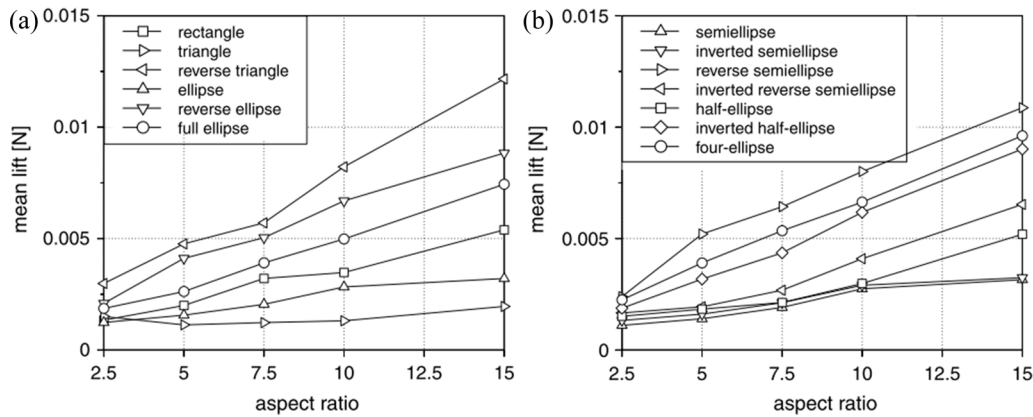 (a)
0.015
0.01
0.005
0
mean lift [N]
rectangle
triangle
reverse triangle
ellipse
reverse ellipse
full ellipse
2.5 5 7.5 10 12.5 15
aspect ratio
(b)
0.015
0.01
0.005
0
mean lift [N]
semiellipse
inverted semiellipse
reverse semiellipse
inverted reverse semiellipse
half-ellipse
inverted half-ellipse
four-ellipse
2.5 5 7.5 10 12.5 15
aspect ratio